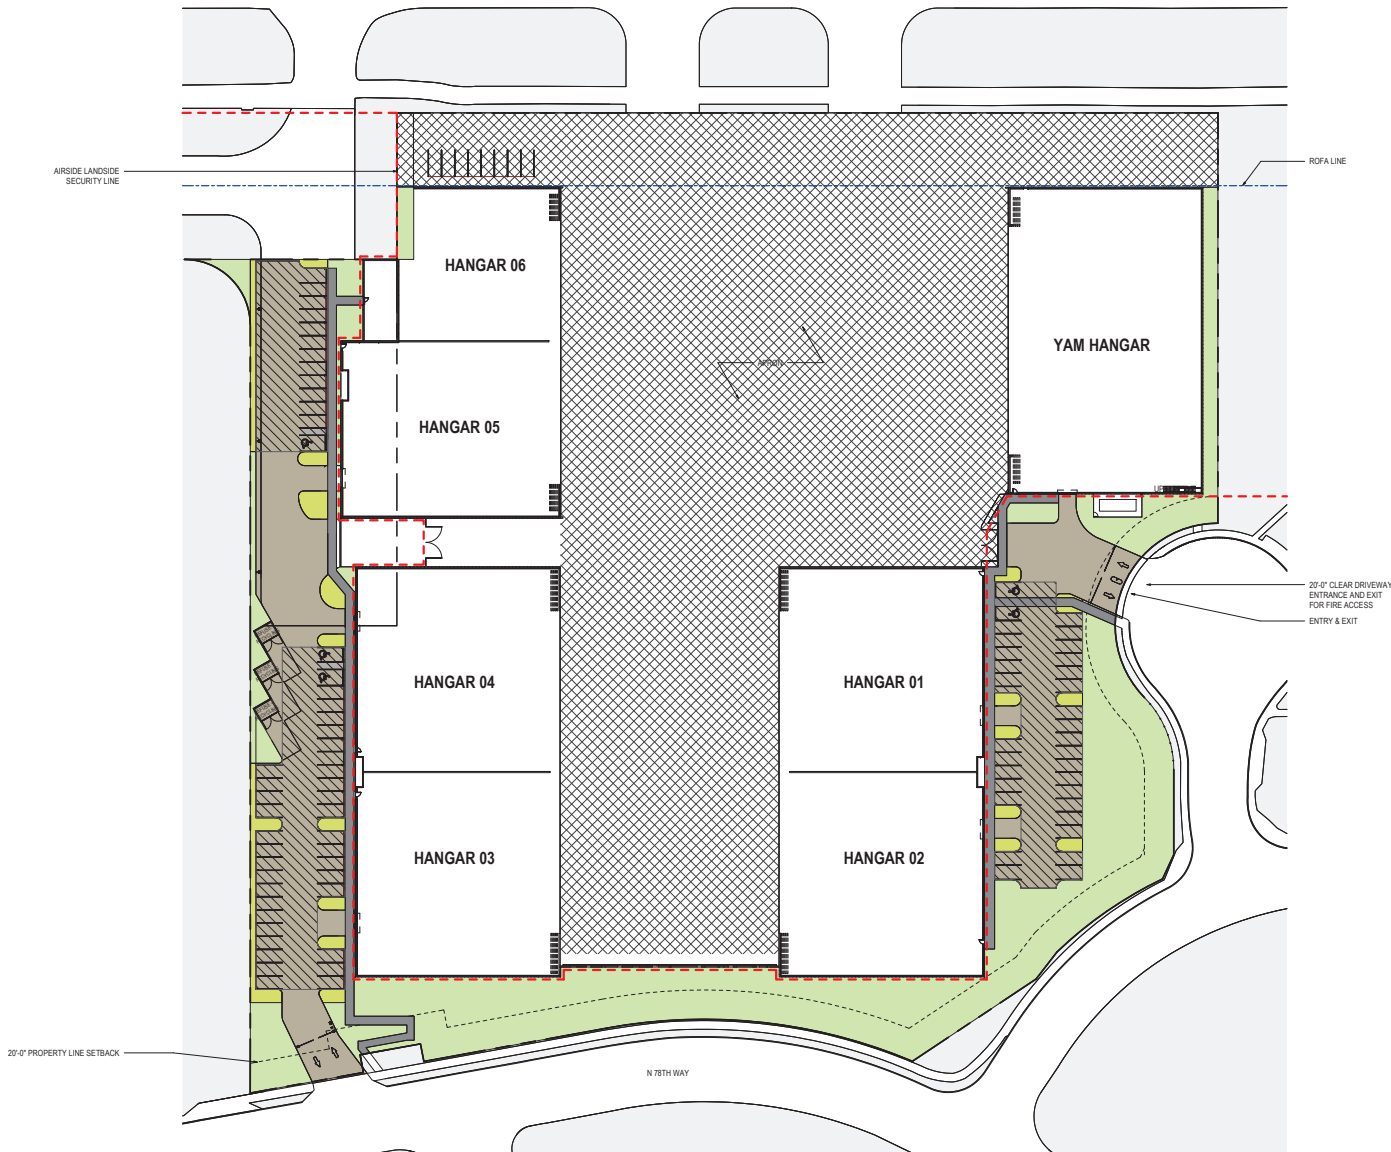 AIRSIDE LANDSIDE
SECURITY LINE
ROFA LINE
HANGAR 06
YAM HANGAR
APRON
HANGAR 05
20'-0" CLEAR DRIVEWAY
ENTRANCE AND EXIT
FOR FIRE ACCESS
ENTRY & EXIT
HANGAR 04
HANGAR 01
HANGAR 03
HANGAR 02
20'-0" PROPERTY LINE SETBACK
N 78TH WAY